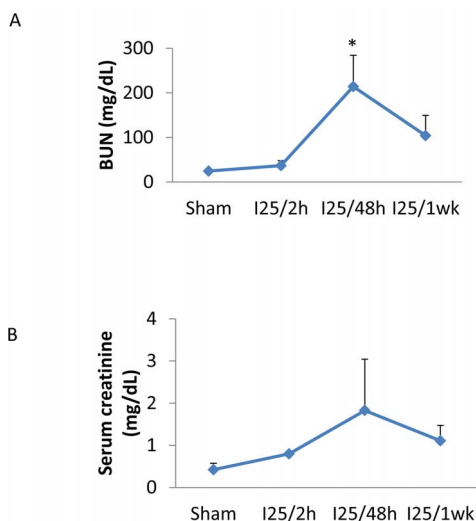 A
*
300
200
100
0
BUN (mg/dL)
Sham I25/2h I25/48h I25/1wk
B
4
3
2
1
0
Serum creatinine
(mg/dL)
Sham I25/2h I25/48h I25/1wk